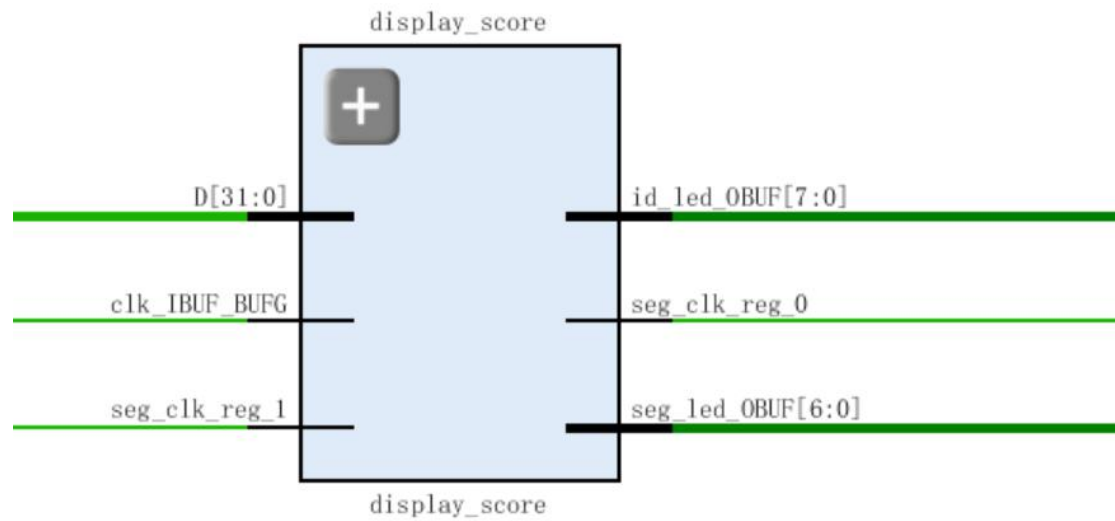 display_score
D[31:0]
id_led_OBUF[7:0]
clk_IBUF_BUFG
seg_clk_reg_0
seg_clk_reg_1
seg_led_OBUF[6:0]
display_score